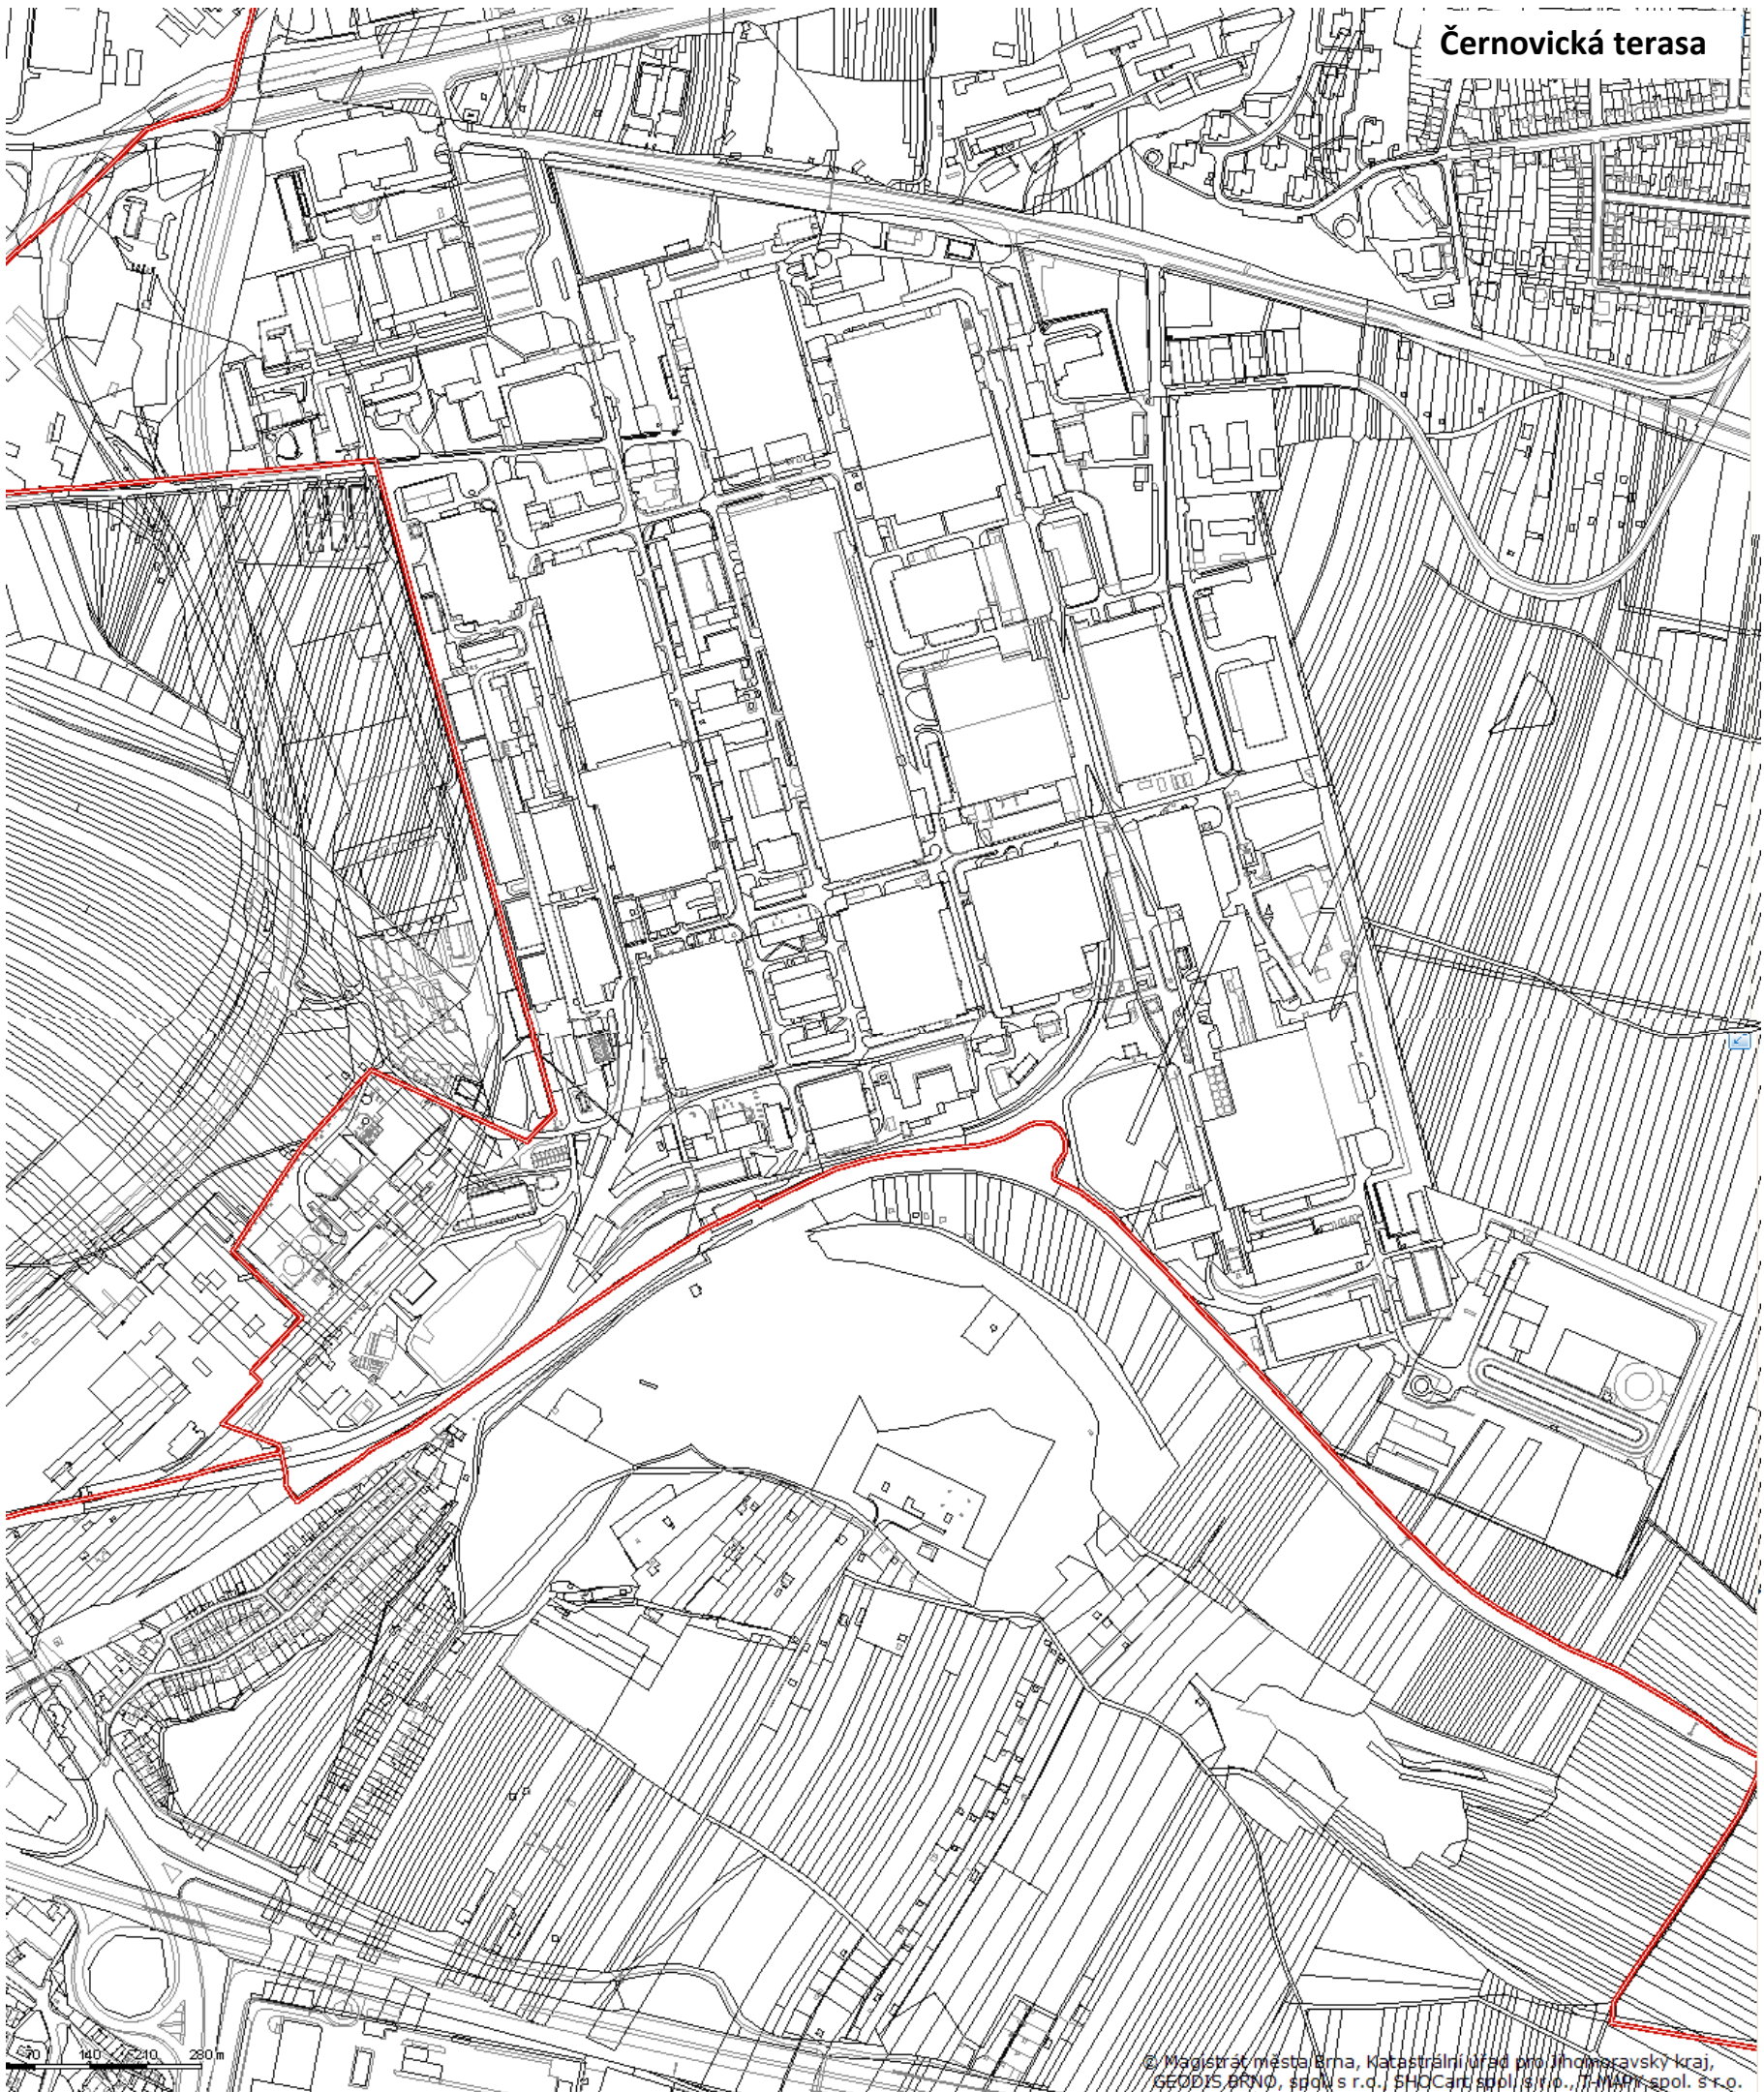 Černovická terasa
70 140 210 280 m
© Magistrát města Brna, Katastrální úřad pro Jihomoravský kraj,
GEODIS BRNO, spol. s r.o., SHOCart spol. s r.o., T-MAPY spol. s r.o.